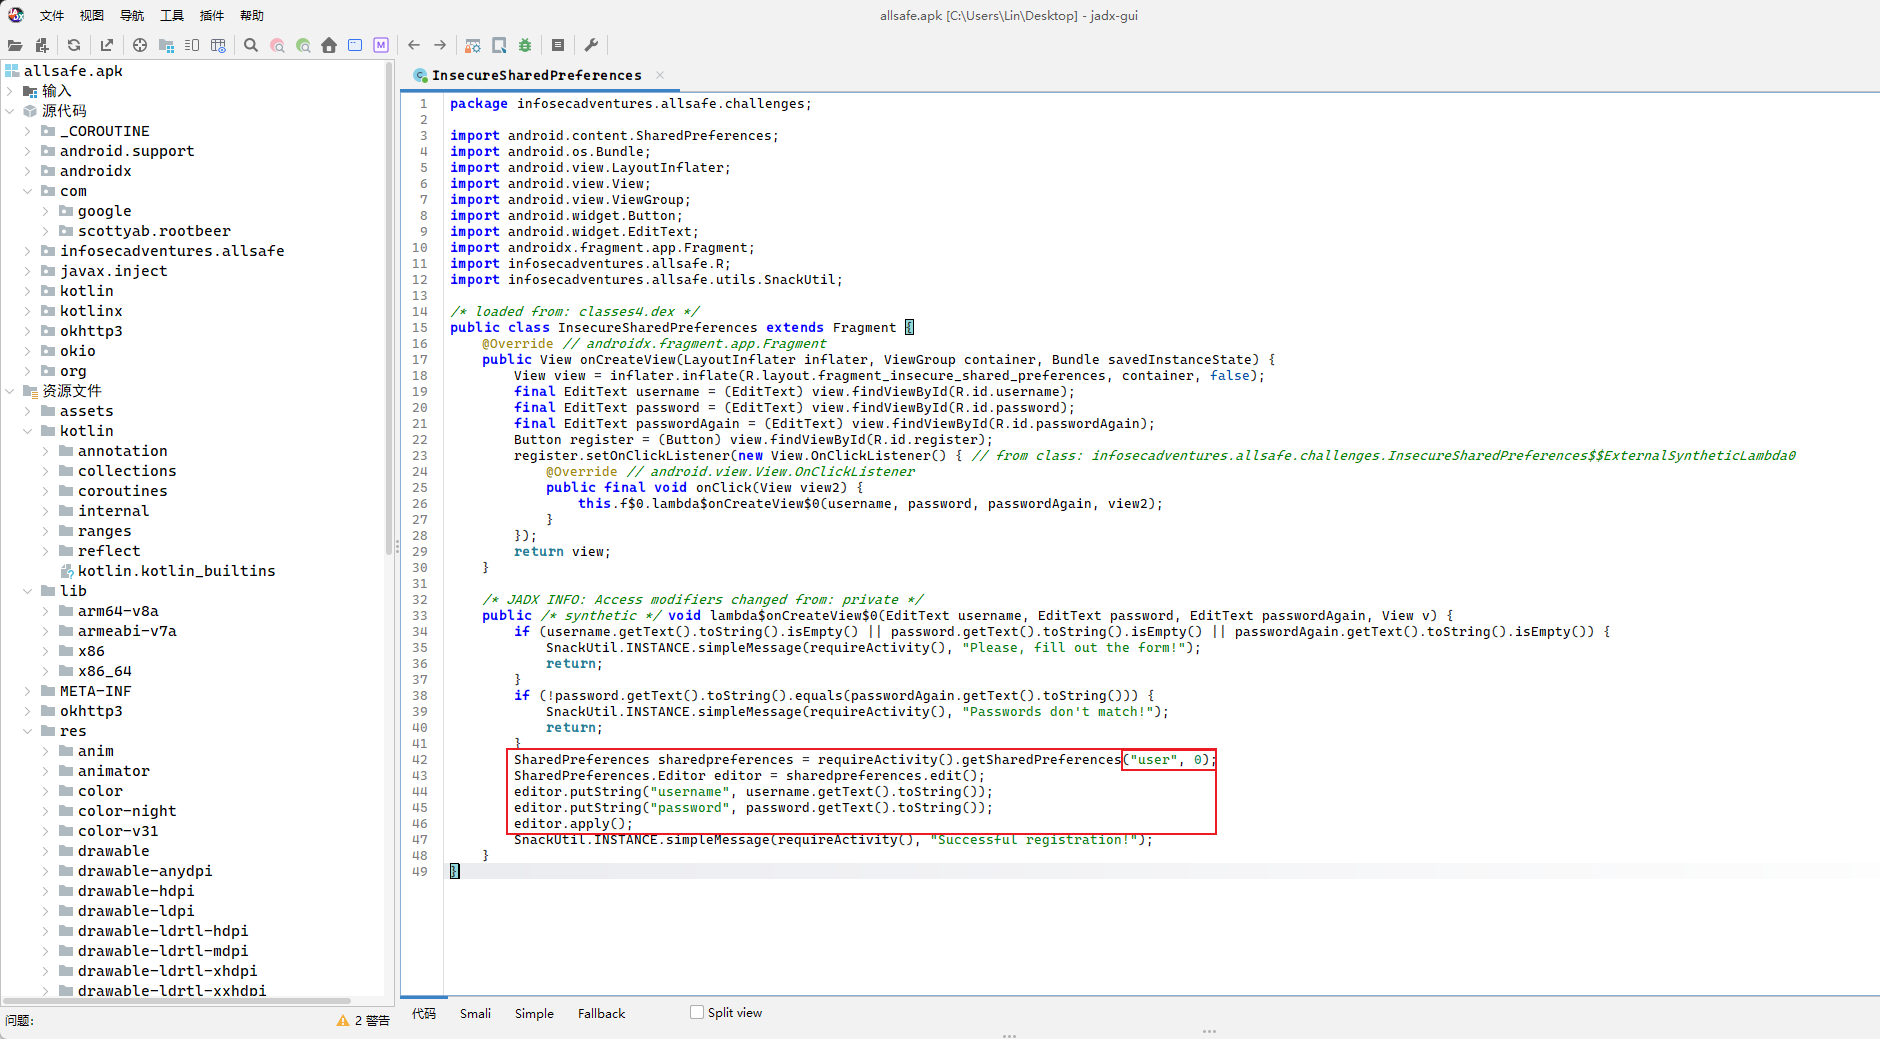 allsafe.apk [C:\Users\Lin\Desktop] - jadx-gui
文件 视图 导航 工具 插件 帮助
allsafe.apk
输入
源代码
_COROUTINE
android.support
androidx
com
google
scottyab.rootbeer
infosecadventures.allsafe
javax.inject
kotlin
kotlinx
okhttp3
okio
org
资源文件
assets
kotlin
annotation
collections
coroutines
internal
ranges
reflect
kotlin.kotlin_builtins
lib
arm64-v8a
armeabi-v7a
x86
x86_64
META-INF
okhttp3
res
anim
animator
color
color-night
color-v31
drawable
drawable-anydpi
drawable-hdpi
drawable-ldpi
drawable-ldrtl-hdpi
drawable-ldrtl-mdpi
drawable-ldrtl-xhdpi
drawable-ldrtl-xxhdpi
问题: 2 警告
InsecureSharedPreferences
1 package infosecadventures.allsafe.challenges;
2
3 import android.content.SharedPreferences;
4 import android.os.Bundle;
5 import android.view.LayoutInflater;
6 import android.view.View;
7 import android.view.ViewGroup;
8 import android.widget.Button;
9 import android.widget.EditText;
10 import androidx.fragment.app.Fragment;
11 import infosecadventures.allsafe.R;
12 import infosecadventures.allsafe.utils.SnackUtil;
13
14 /* loaded from: classes4.dex */
15 public class InsecureSharedPreferences extends Fragment {
16 @Override // androidx.fragment.app.Fragment
17 public View onCreateView(LayoutInflater inflater, ViewGroup container, Bundle savedInstanceState) {
18 View view = inflater.inflate(R.layout.fragment_insecure_shared_preferences, container, false);
19 final EditText username = (EditText) view.findViewById(R.id.username);
20 final EditText password = (EditText) view.findViewById(R.id.password);
21 final EditText passwordAgain = (EditText) view.findViewById(R.id.passwordAgain);
22 Button register = (Button) view.findViewById(R.id.register);
23 register.setOnClickListener(new View.OnClickListener() { // from class: infosecadventures.allsafe.challenges.InsecureSharedPreferences$$ExternalSyntheticLambda0
24 @Override // android.view.View.OnClickListener
25 public final void onClick(View view2) {
26 this.f$0.lambda$onCreateView$0(username, password, passwordAgain, view2);
27 }
28 });
29 return view;
30 }
31
32 /* JADX INFO: Access modifiers changed from: private */
33 public /* synthetic */ void lambda$onCreateView$0(EditText username, EditText password, EditText passwordAgain, View v) {
34 if (username.getText().toString().isEmpty() || password.getText().toString().isEmpty() || passwordAgain.getText().toString().isEmpty()) {
35 SnackUtil.INSTANCE.simpleMessage(requireActivity(), "Please, fill out the form!");
36 return;
37 }
38 if (!password.getText().toString().equals(passwordAgain.getText().toString())) {
39 SnackUtil.INSTANCE.simpleMessage(requireActivity(), "Passwords don't match!");
40 return;
41 }
42 SharedPreferences sharedpreferences = requireActivity().getSharedPreferences("user", 0);
43 SharedPreferences.Editor editor = sharedpreferences.edit();
44 editor.putString("username", username.getText().toString());
45 editor.putString("password", password.getText().toString());
46 editor.apply();
47 SnackUtil.INSTANCE.simpleMessage(requireActivity(), "Successful registration!");
48 }
49 }
代码 Smali Simple Fallback Split view